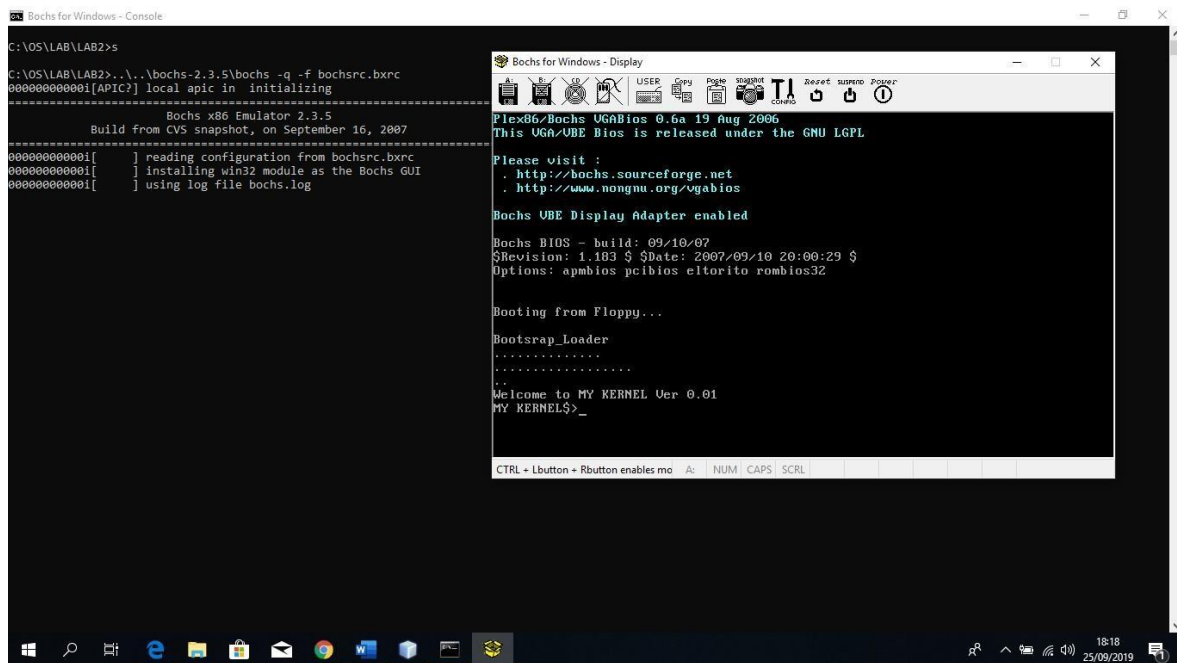 Bochs for Windows - Console
C:\OS\LAB\LAB2>s
C:\OS\LAB\LAB2>..\..\bochs-2.3.5\bochs -q -f bochsrc.bxrc
00000000000i[APIC?] local apic in  initializing
========================================================================
Bochs x86 Emulator 2.3.5
Build from CVS snapshot, on September 16, 2007
========================================================================
00000000000i[     ] reading configuration from bochsrc.bxrc
00000000000i[     ] installing win32 module as the Bochs GUI
00000000000i[     ] using log file bochs.log
Bochs for Windows - Display
A: B: CD USER Copy Paste snapshot CONFIG Reset SUSPEND Power
Plex86/Bochs VGABios 0.6a 19 Aug 2006
This VGA/VBE Bios is released under the GNU LGPL
Please visit :
. http://bochs.sourceforge.net
. http://www.nongnu.org/vgabios
Bochs VBE Display Adapter enabled
Bochs BIOS - build: 09/10/07
$Revision: 1.183 $ $Date: 2007/09/10 20:00:29 $
Options: apmbios pcibios eltorito rombios32
Booting from Floppy...
Bootsrap_Loader
..............
..................
..
Welcome to MY KERNEL Ver 0.01
MY KERNEL$>_
CTRL + Lbutton + Rbutton enables mo A: NUM CAPS SCRL
18:18
25/09/2019